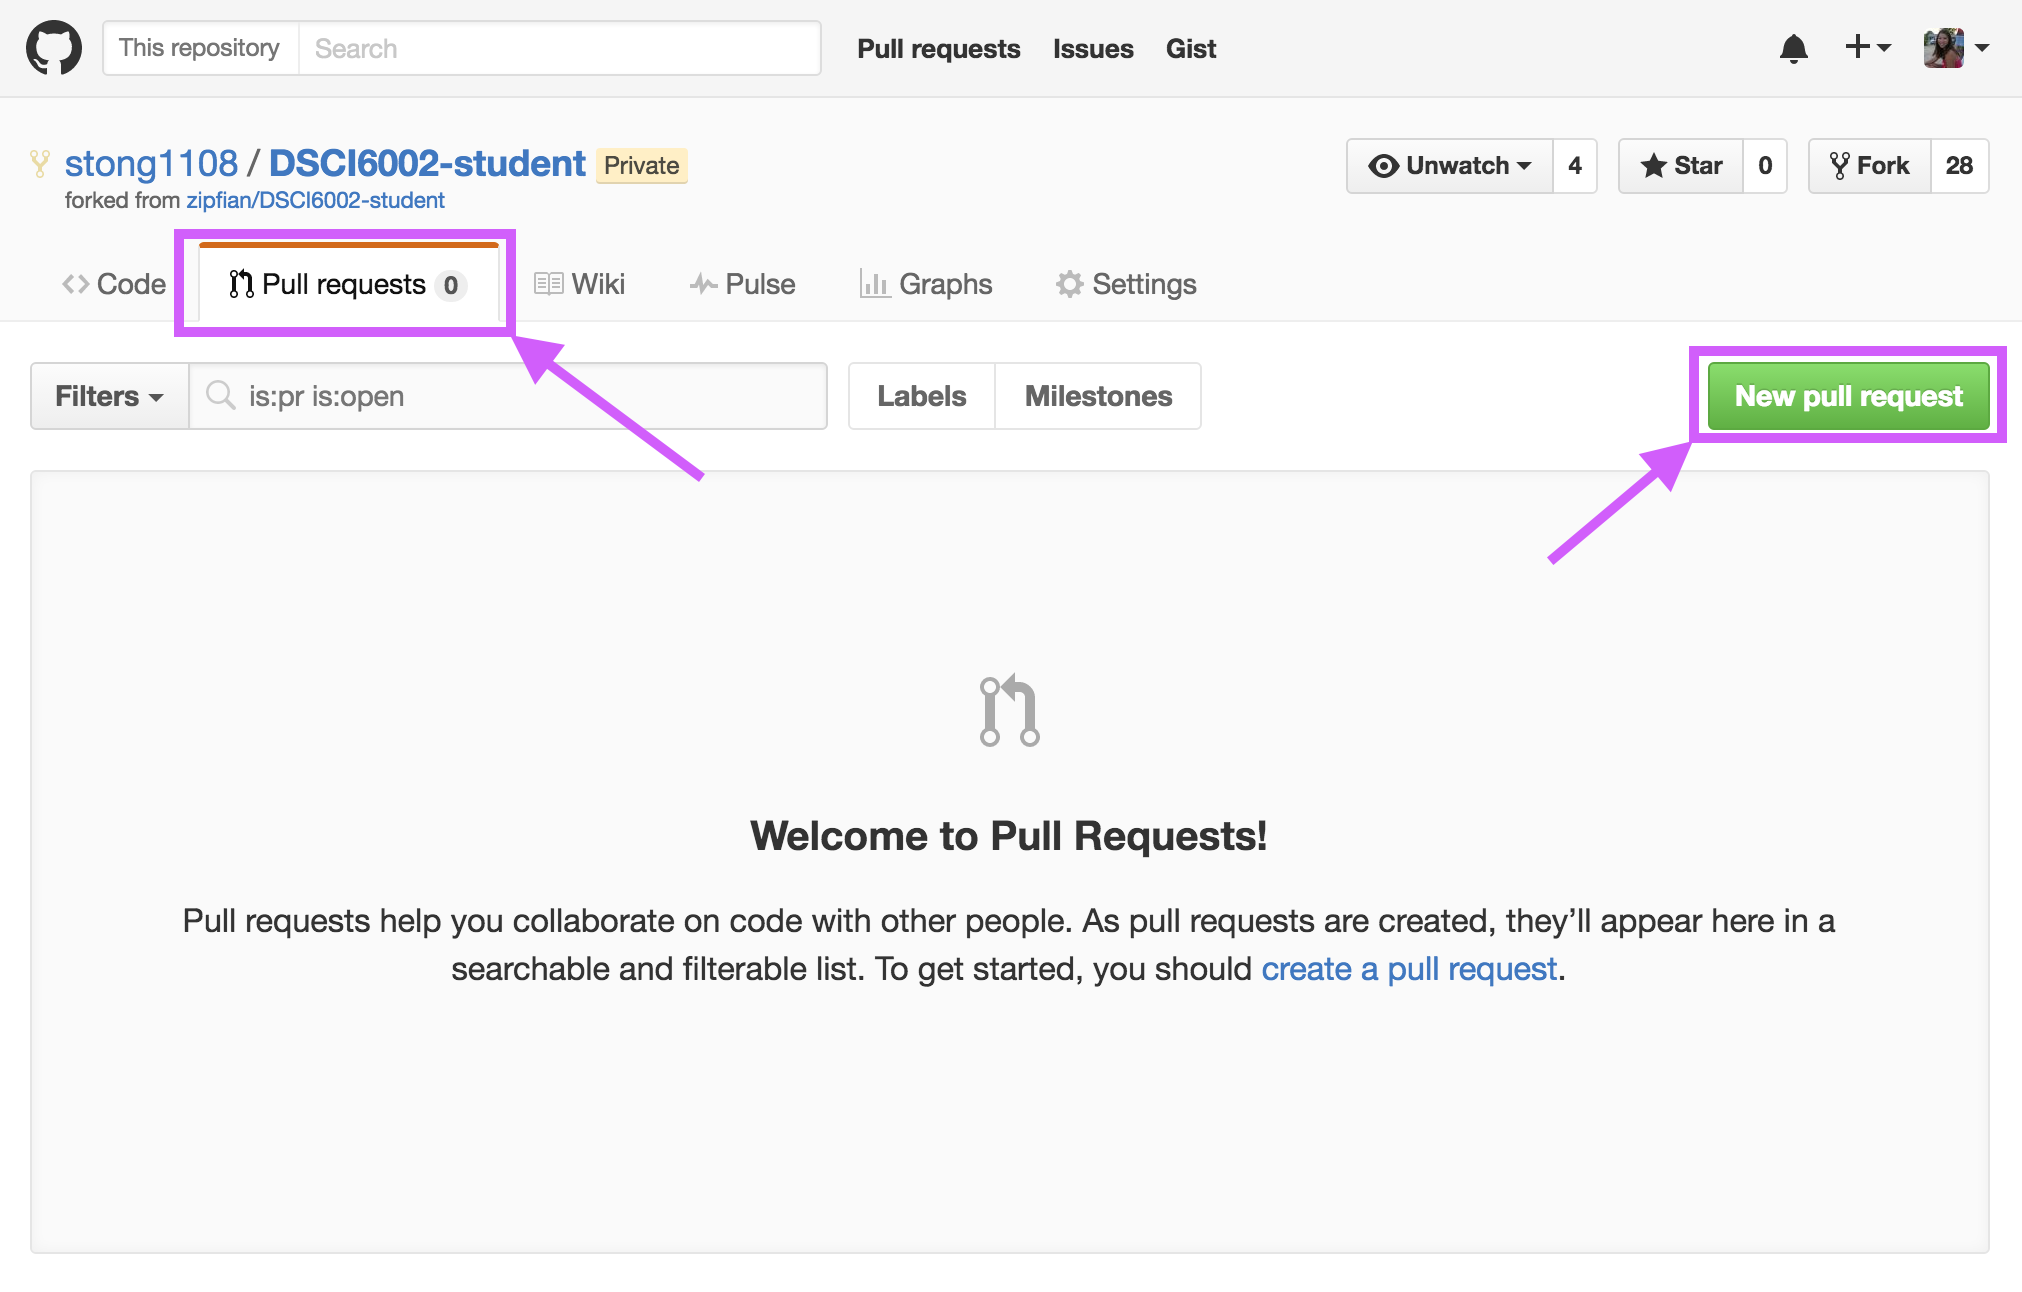 This repository Search Pull requests Issues Gist
stong1108 / DSCI6002-student Private Unwatch 4 Star 0 Fork 28
forked from zipfian/DSCI6002-student
Code Pull requests 0 Wiki Pulse Graphs Settings
Filters is:pr is:open Labels Milestones New pull request
Welcome to Pull Requests!
Pull requests help you collaborate on code with other people. As pull requests are created, they’ll appear here in a
searchable and filterable list. To get started, you should create a pull request.